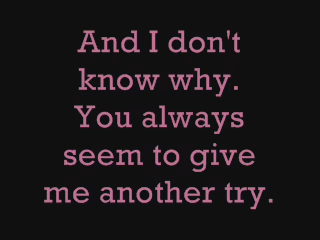 And I don't
know why.
You always
seem to give
me another try.